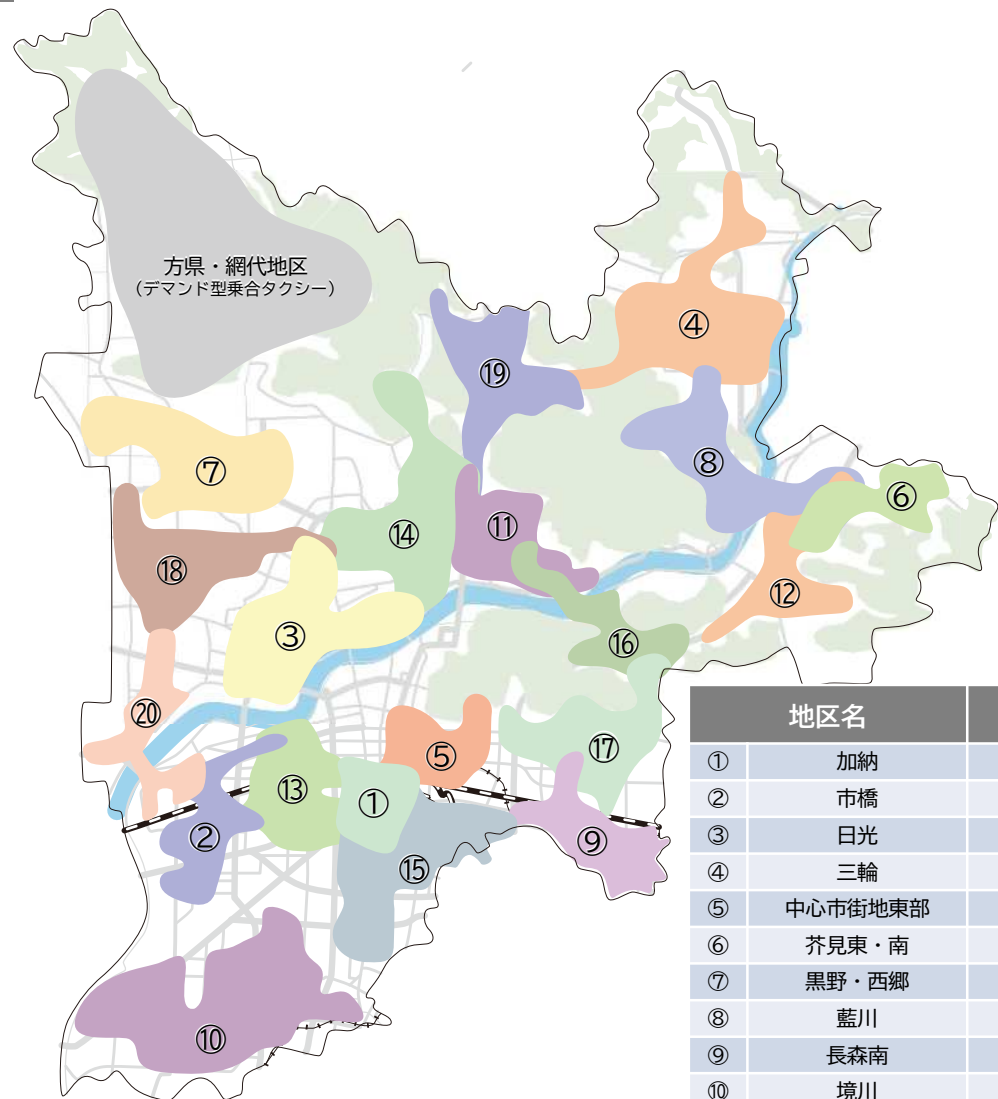 方県・網代地区
（デマンド型乗合タクシー）
④
⑲
⑦
⑧
⑥
⑪
⑭
⑱
⑫
③
⑯
⑳
⑰
⑤
⑬
①
②
⑨
⑮
⑩
地区名
① 加納
② 市橋
③ 日光
④ 三輪
⑤ 中心市街地東部
⑥ 芥見東・南
⑦ 黒野・西郷
⑧ 藍川
⑨ 長森南
⑩ 境川